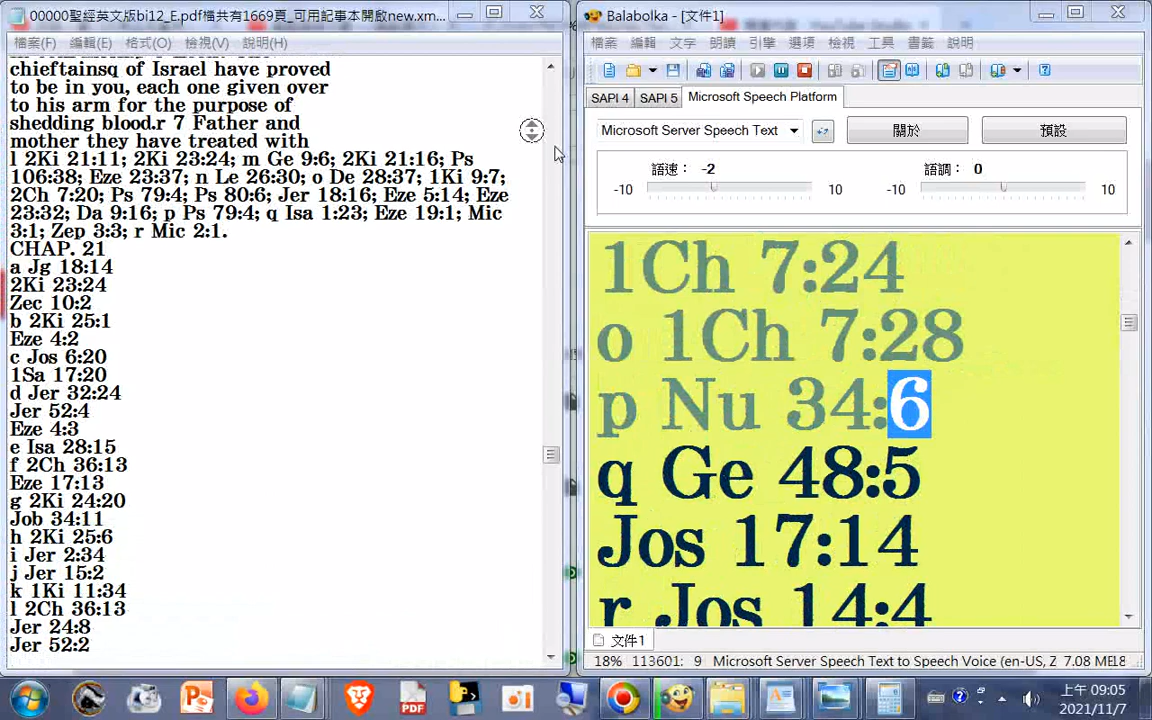 00000聖經英文版bi12_E.pdf檔共有1669頁_可用記事本開啟new.xm...
檔案(F) 編輯(E) 格式(O) 檢視(V) 說明(H)
chieftainsq of Israel have proved
to be in you, each one given over
to his arm for the purpose of
shedding blood.r 7 Father and
mother they have treated with
l 2Ki 21:11; 2Ki 23:24; m Ge 9:6; 2Ki 21:16; Ps
106:38; Eze 23:37; n Le 26:30; o De 28:37; 1Ki 9:7;
2Ch 7:20; Ps 79:4; Ps 80:6; Jer 18:16; Eze 5:14; Eze
23:32; Da 9:16; p Ps 79:4; q Isa 1:23; Eze 19:1; Mic
3:1; Zep 3:3; r Mic 2:1.
CHAP. 21
a Jg 18:14
2Ki 23:24
Zec 10:2
b 2Ki 25:1
Eze 4:2
c Jos 6:20
1Sa 17:20
d Jer 32:24
Jer 52:4
Eze 4:3
e Isa 28:15
f 2Ch 36:13
Eze 17:13
g 2Ki 24:20
Job 34:11
h 2Ki 25:6
i Jer 2:34
j Jer 15:2
k 1Ki 11:34
l 2Ch 36:13
Jer 24:8
Jer 52:2
Balabolka - [文件1]
檔案 編輯 文字 朗讀 引擎 選項 檢視 工具 書籤 說明
SAPI 4 SAPI 5 Microsoft Speech Platform
Microsoft Server Speech Text 關於 預設
語速: -2 語調: 0
-10 10 -10 10
1Ch 7:24
o 1Ch 7:28
p Nu 34:6
q Ge 48:5
Jos 17:14
r Jos 14:4
文件1
18% 113601: 9 Microsoft Server Speech Text to Speech Voice (en-US, Z 7.08 MEL8
PDF
上午 09:05
2021/11/7